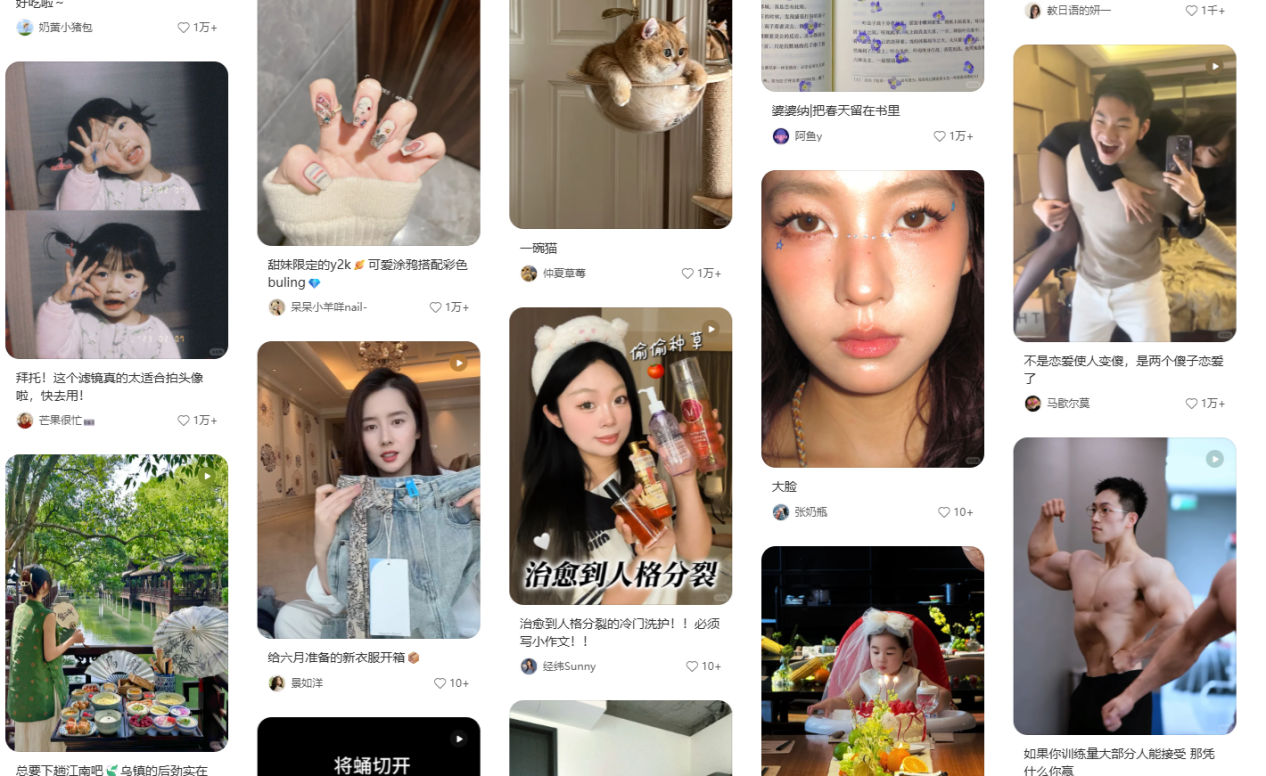 好吃啦~
奶黄小猪包
1万+
拜托！这个滤镜真的太适合拍头像
啦，快去用！
芒果很忙
1万+
总要下趟江南吧🌿乌镇的后劲实在
甜妹限定的y2k🪐可爱涂鸦搭配彩色
buling💎
呆呆小羊咩nail-
1万+
给六月准备的新衣服开箱📦
景如洋
10+
将蛹切开
一碗猫
仲夏草莓
1万+
偷偷种草
治愈到人格分裂
治愈到人格分裂的冷门洗护！！必须
写小作文！！
经纬Sunny
10+
婆婆纳|把春天留在书里
阿鱼y
1万+
大脸
张奶瓶
10+
教日语的妍一
1千+
不是恋爱使人变傻，是两个傻子恋爱
了
马歇尔莫
1万+
如果你训练量大部分人能接受 那凭
什么你赢